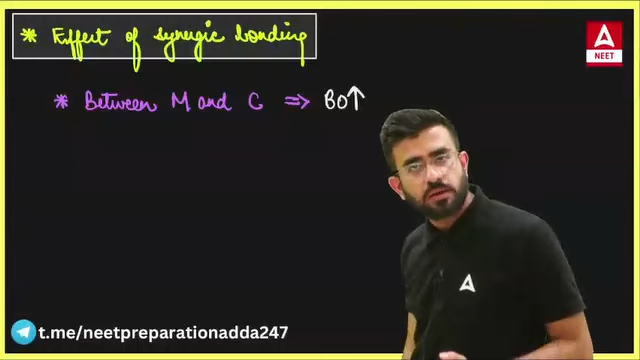 * Effect of synergic bonding
* Between M and C ⇒ BO↑
A
NEET
A
t.me/neetpreparationadda247